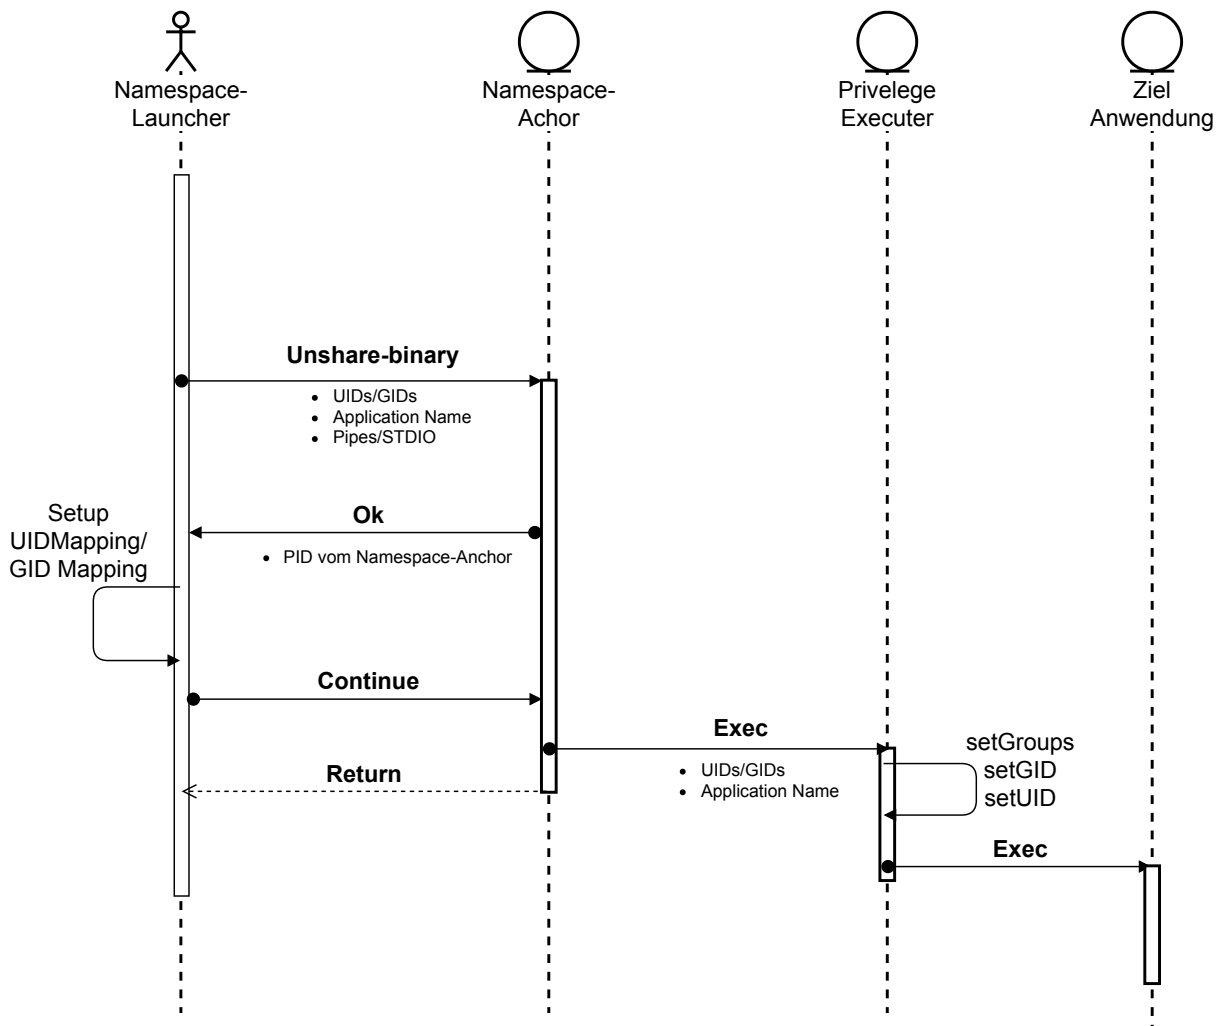 Namespace-
Launcher
Namespace-
Achor
Privelege
Executer
Ziel
Anwendung
Unshare-binary
• UIDs/GIDs
• Application Name
• Pipes/STDIO
Setup
UIDMapping/
GID Mapping
Ok
• PID vom Namespace-Anchor
Continue
Exec
• UIDs/GIDs
• Application Name
setGroups
setGID
setUID
Return
Exec